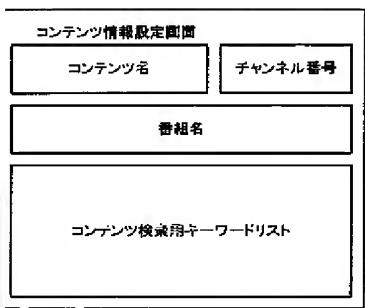 コンテンツ情報設定画面
コンテンツ名
チャンネル番号
番組名
コンテンツ検索用キーワードリスト